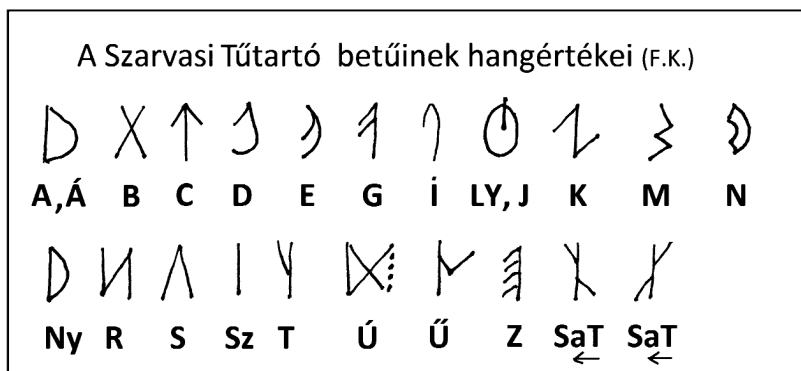 A Szarvasi Tűtartó betűinek hangértékei (F.K.)
A,Á B C D E G İ LY, J K M N
Ny R S Sz T Ú Ű Z SaT SaT
← ←